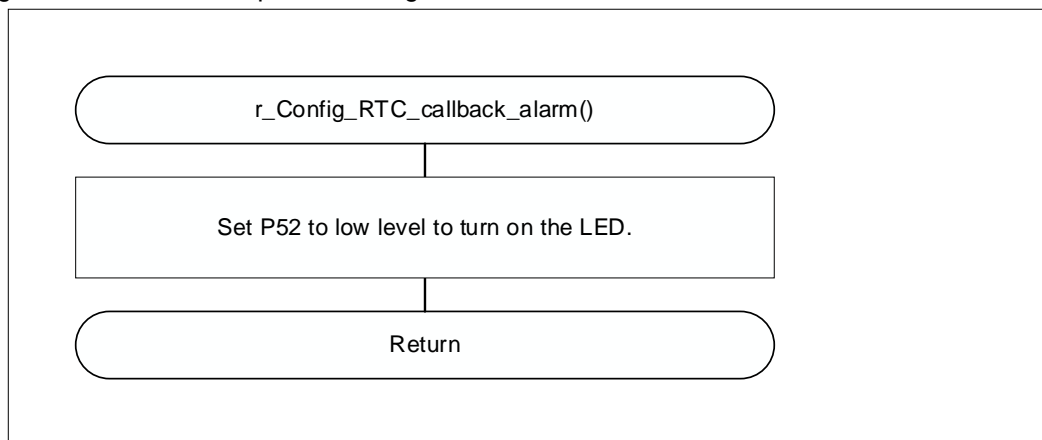 r_Config_RTC_callback_alarm()
Set P52 to low level to turn on the LED.
Return